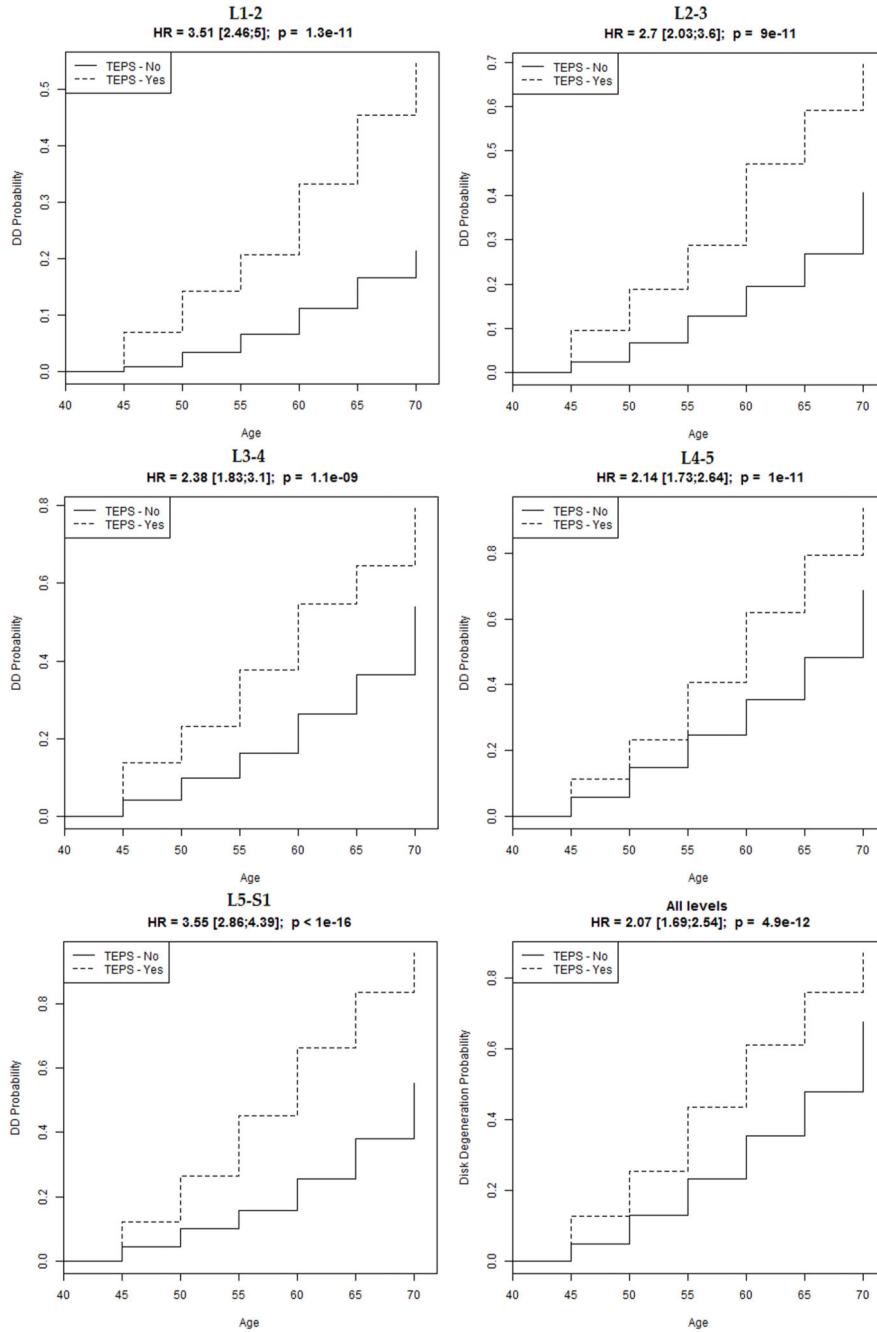 L1-2
HR = 3.51 [2.46;5]; p = 1.3e-11
TEPS - No
TEPS - Yes
DD Probability
0.0
0.1
0.2
0.3
0.4
0.5
40 45 50 55 60 65 70
Age
L2-3
HR = 2.7 [2.03;3.6]; p = 9e-11
TEPS - No
TEPS - Yes
DD Probability
0.0
0.1
0.2
0.3
0.4
0.5
0.6
0.7
40 45 50 55 60 65 70
Age
L3-4
HR = 2.38 [1.83;3.1]; p = 1.1e-09
TEPS - No
TEPS - Yes
DD Probability
0.0
0.2
0.4
0.6
0.8
40 45 50 55 60 65 70
Age
L4-5
HR = 2.14 [1.73;2.64]; p = 1e-11
TEPS - No
TEPS - Yes
DD Probability
0.0
0.2
0.4
0.6
0.8
40 45 50 55 60 65 70
Age
L5-S1
HR = 3.55 [2.86;4.39]; p < 1e-16
TEPS - No
TEPS - Yes
DD Probability
0.0
0.2
0.4
0.6
0.8
40 45 50 55 60 65 70
Age
All levels
HR = 2.07 [1.69;2.54]; p = 4.9e-12
TEPS - No
TEPS - Yes
Disk Degeneration Probability
0.0
0.2
0.4
0.6
0.8
40 45 50 55 60 65 70
Age